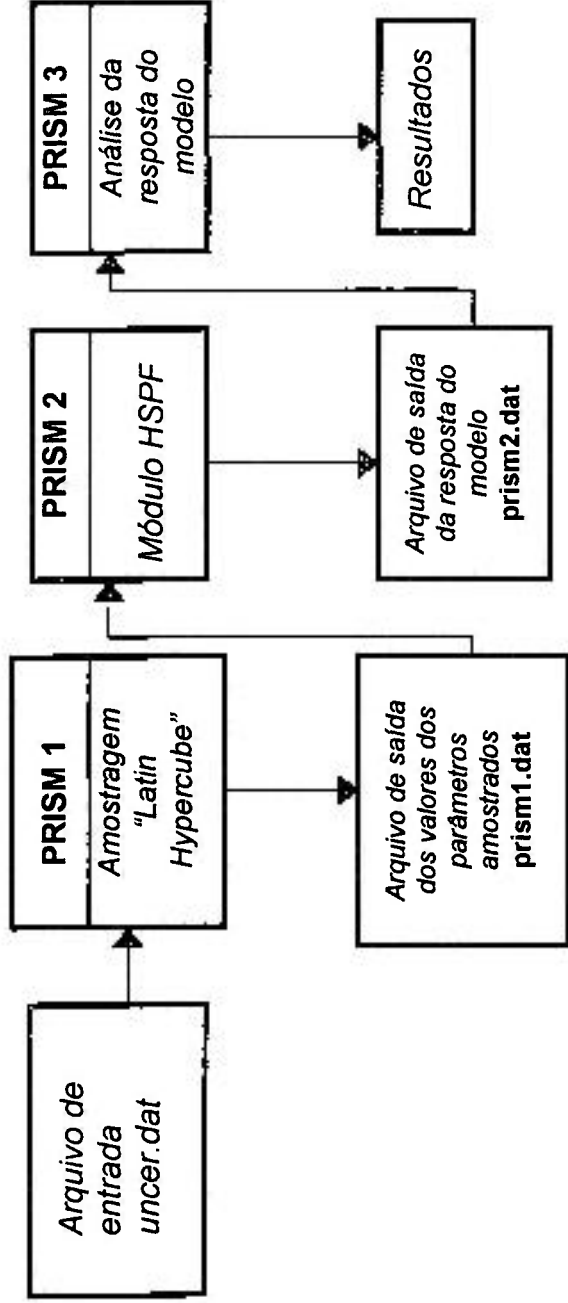 Arquivo de
entrada
uncer.dat
PRISM 1
Amostragem
“Latin
Hypercube”
Arquivo de saída
dos valores dos
parâmetros
amostrados
prism1.dat
PRISM 2
Módulo HSPF
Arquivo de saída
da resposta do
modelo
prism2.dat
PRISM 3
Análise da
resposta do
modelo
Resultados